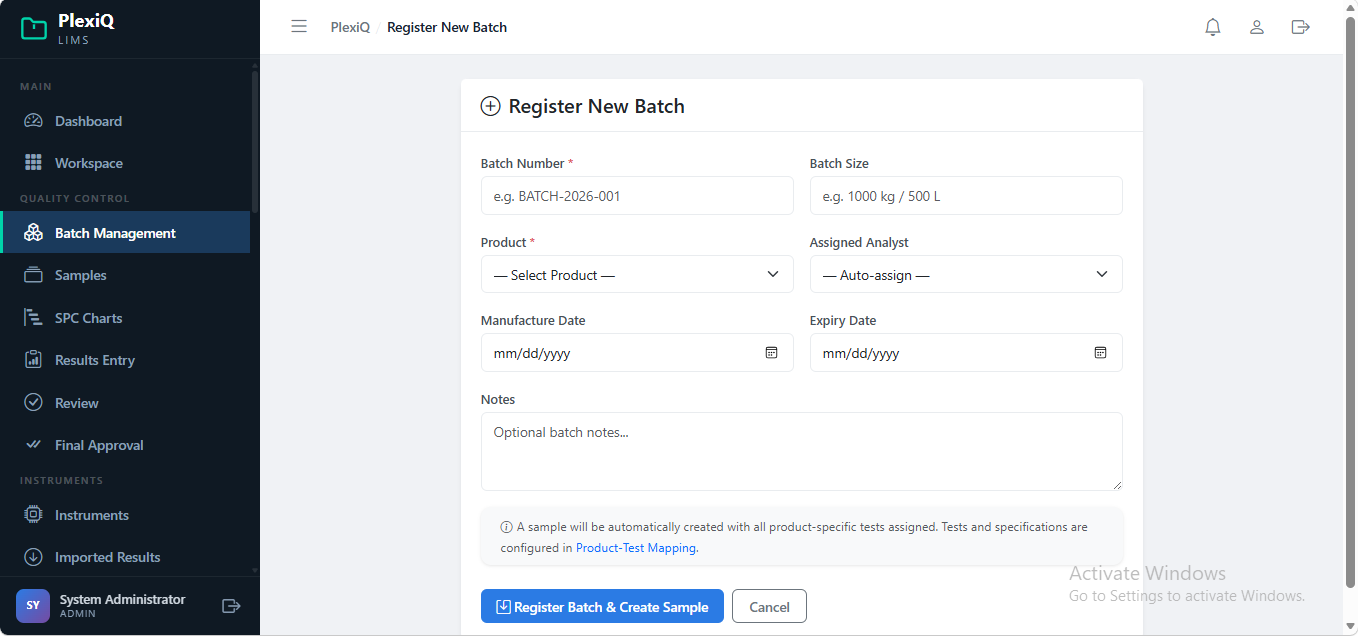 PlexiQ
LIMS
MAIN
Dashboard
Workspace
QUALITY CONTROL
Batch Management
Samples
SPC Charts
Results Entry
Review
Final Approval
INSTRUMENTS
Instruments
Imported Results
SY
System Administrator
ADMIN
PlexiQ / Register New Batch
Register New Batch
Batch Number *
Batch Size
e.g. BATCH-2026-001
e.g. 1000 kg / 500 L
Product *
Assigned Analyst
— Select Product —
— Auto-assign —
Manufacture Date
Expiry Date
mm/dd/yyyy
mm/dd/yyyy
Notes
Optional batch notes...
A sample will be automatically created with all product-specific tests assigned. Tests and specifications are
configured in Product-Test Mapping.
Register Batch & Create Sample
Cancel
Activate Windows
Go to Settings to activate Windows.